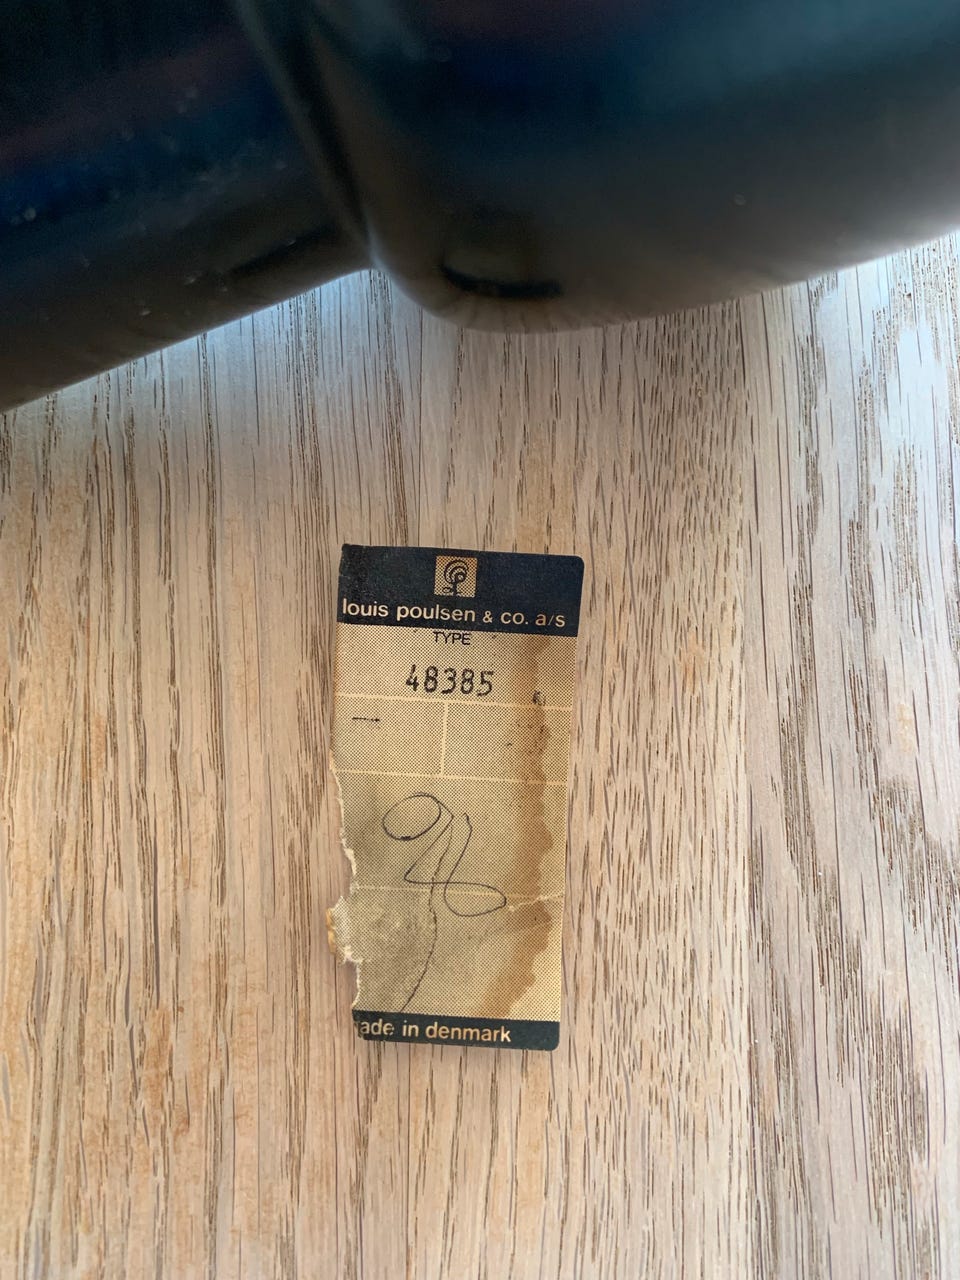 louis poulsen & co. a/s
TYPE
48385
ade in denmark